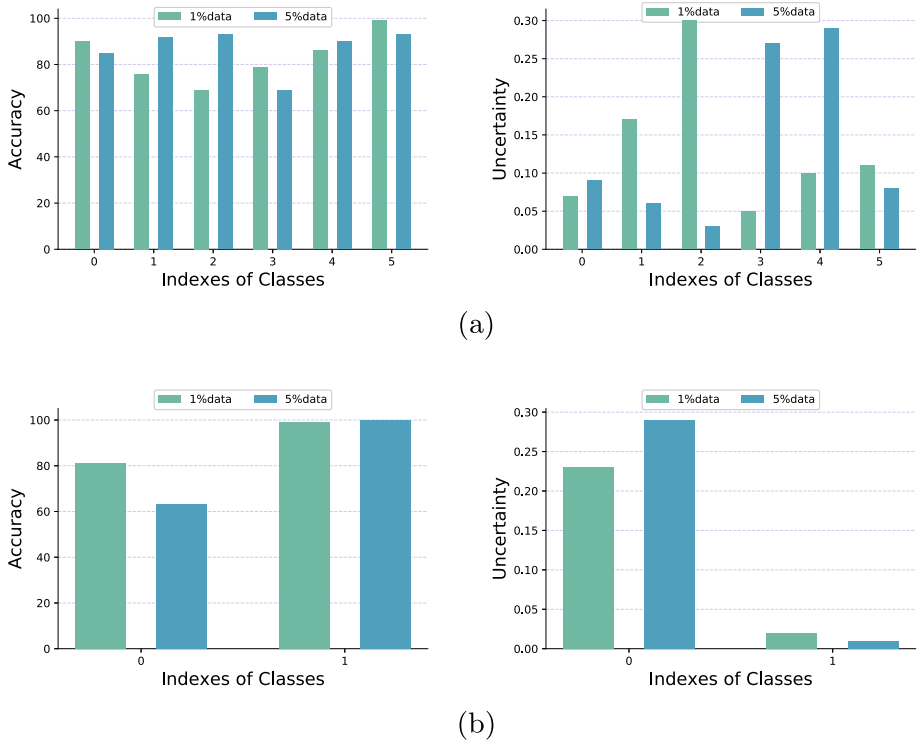 1%data 5%data
100
80
60
40
20
0
Accuracy
0 1 2 3 4 5
Indexes of Classes
1%data 5%data
0.30
0.25
0.20
0.15
0.10
0.05
0.00
Uncertainty
0 1 2 3 4 5
Indexes of Classes
(a)
1%data 5%data
100
80
60
40
20
0
Accuracy
0 1
Indexes of Classes
1%data 5%data
0.30
0.25
0.20
0.15
0.10
0.05
0.00
Uncertainty
0 1
Indexes of Classes
(b)